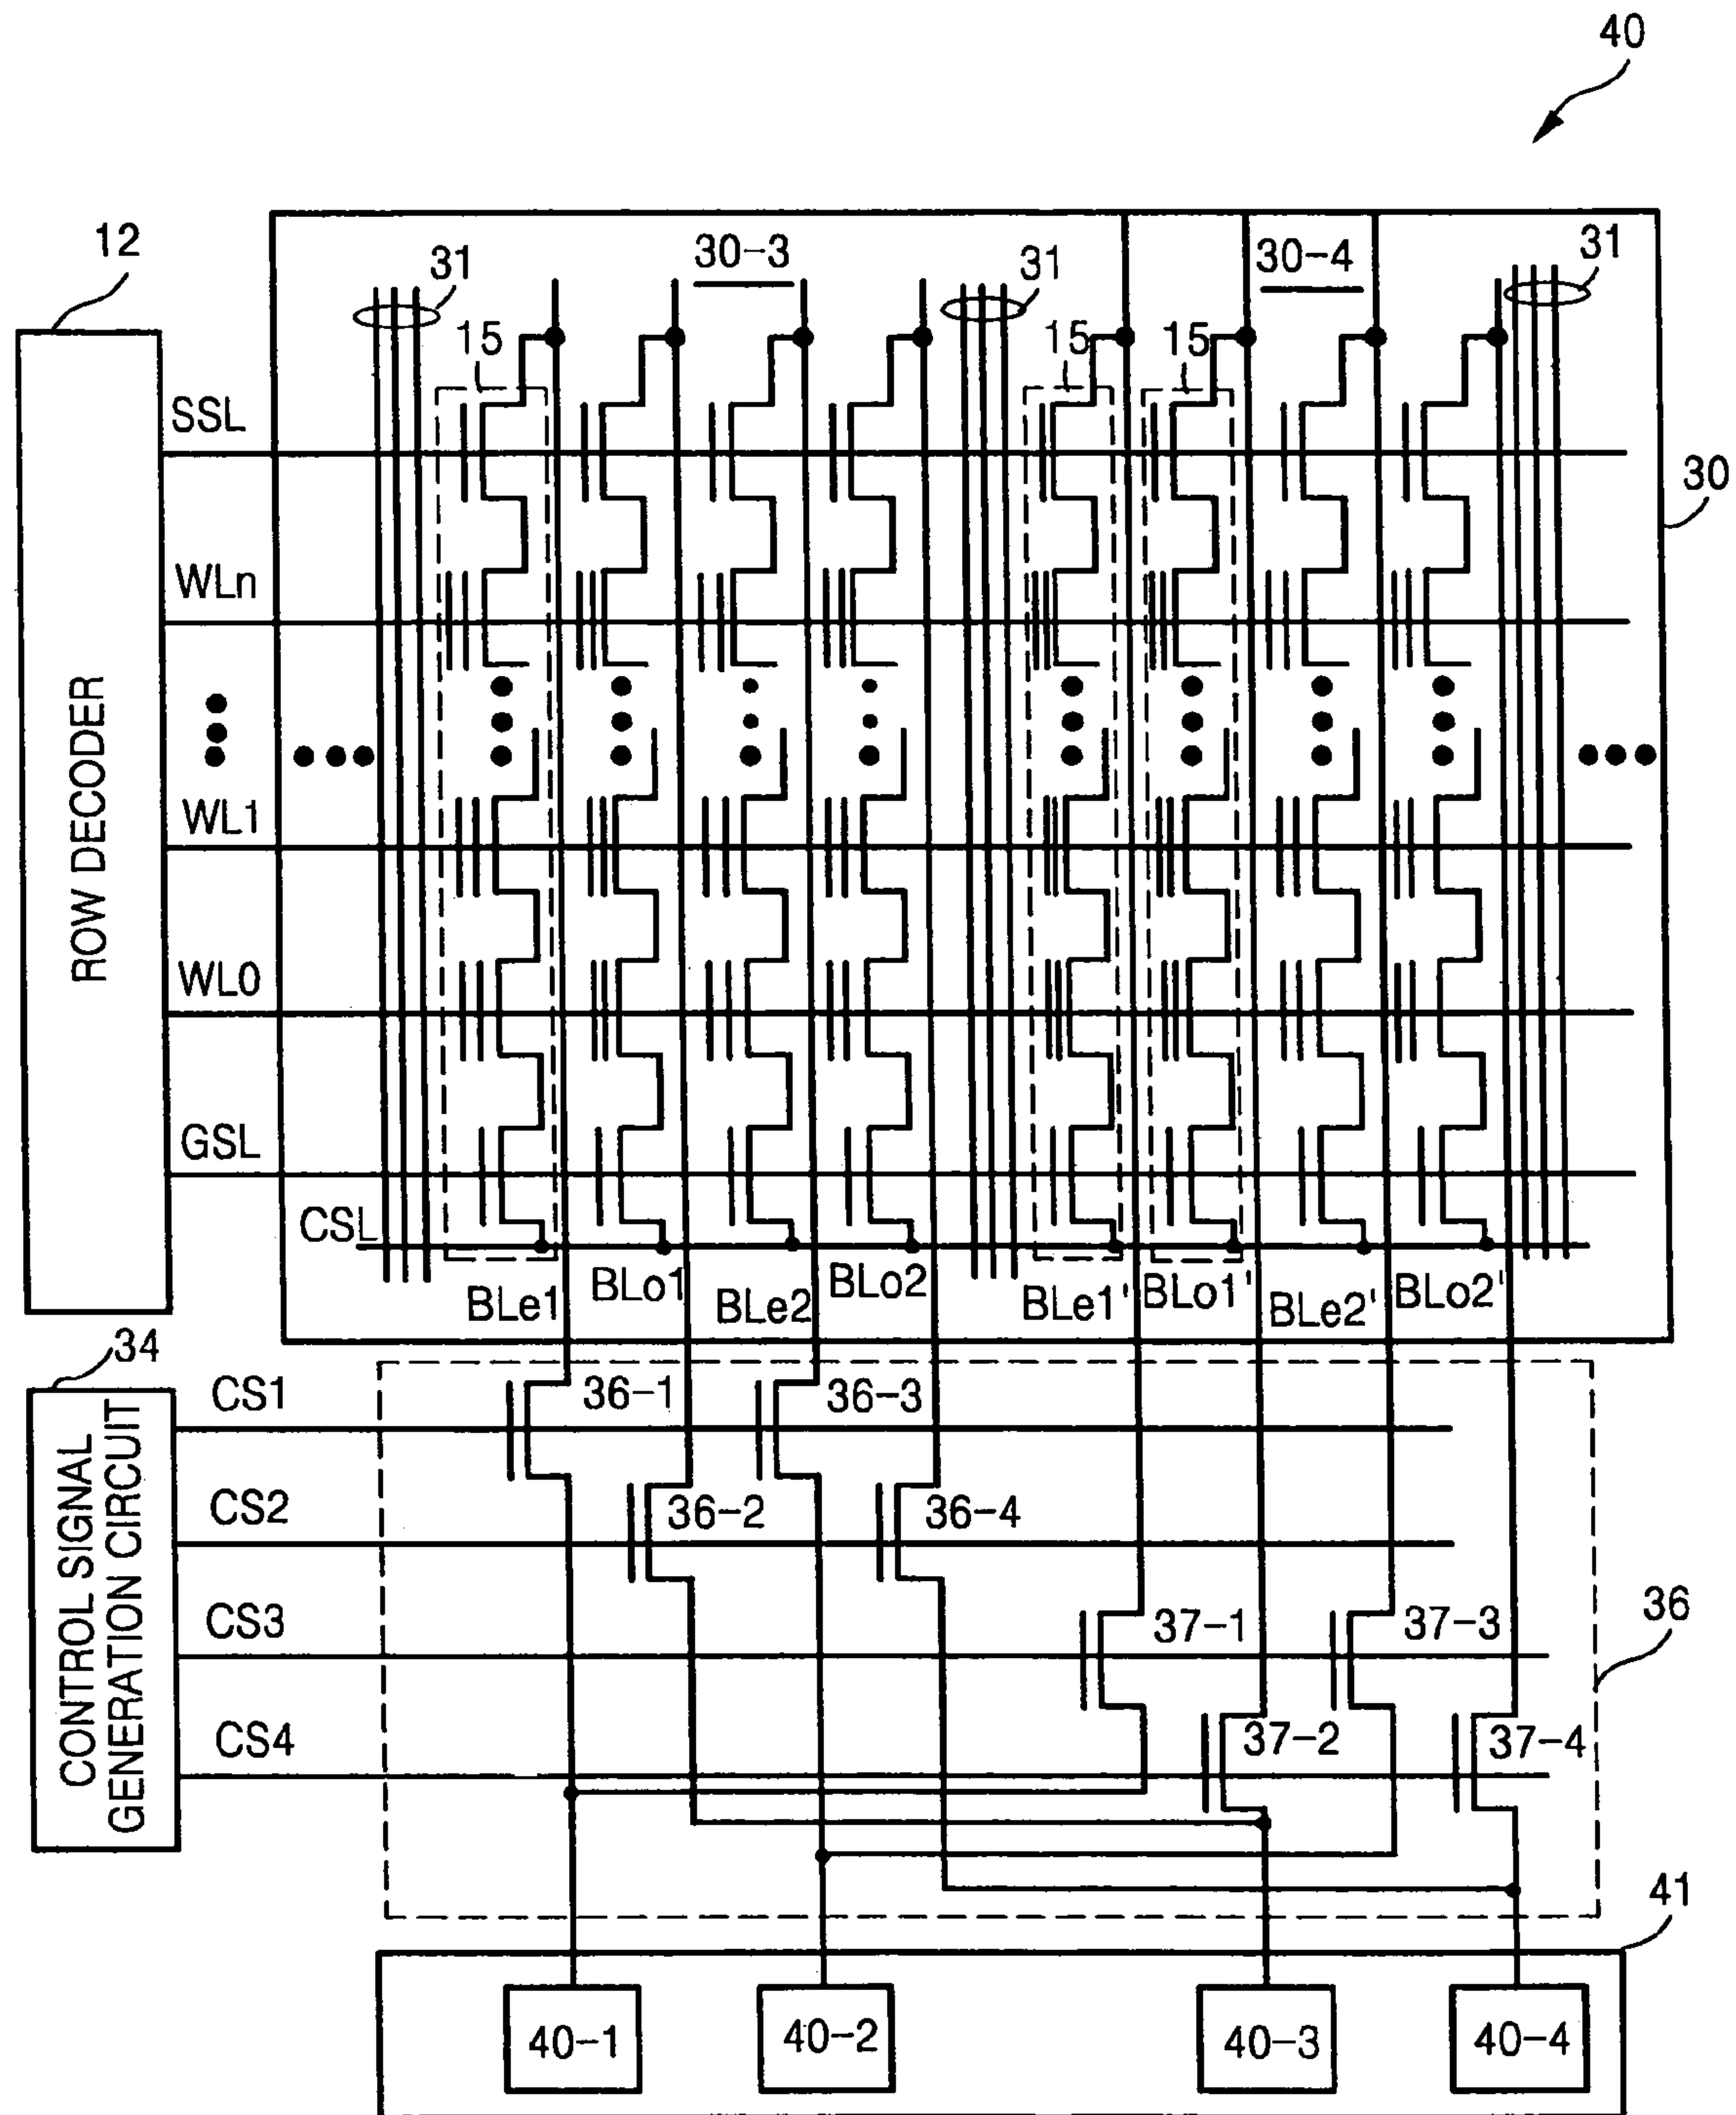 40
12
31
30-3
31
30-4
31
15
15
15
SSL
30
WLn
ROW DECODER
WL1
WL0
GSL
CSL
BLe1
BLo1
BLe2
BLo2
BLe1'
BLo1'
BLe2'
BLo2'
34
CONTROL SIGNAL
GENERATION CIRCUIT
CS1
36-1
36-3
CS2
36-2
36-4
CS3
37-1
37-3
36
CS4
37-2
37-4
41
40-1
40-2
40-3
40-4